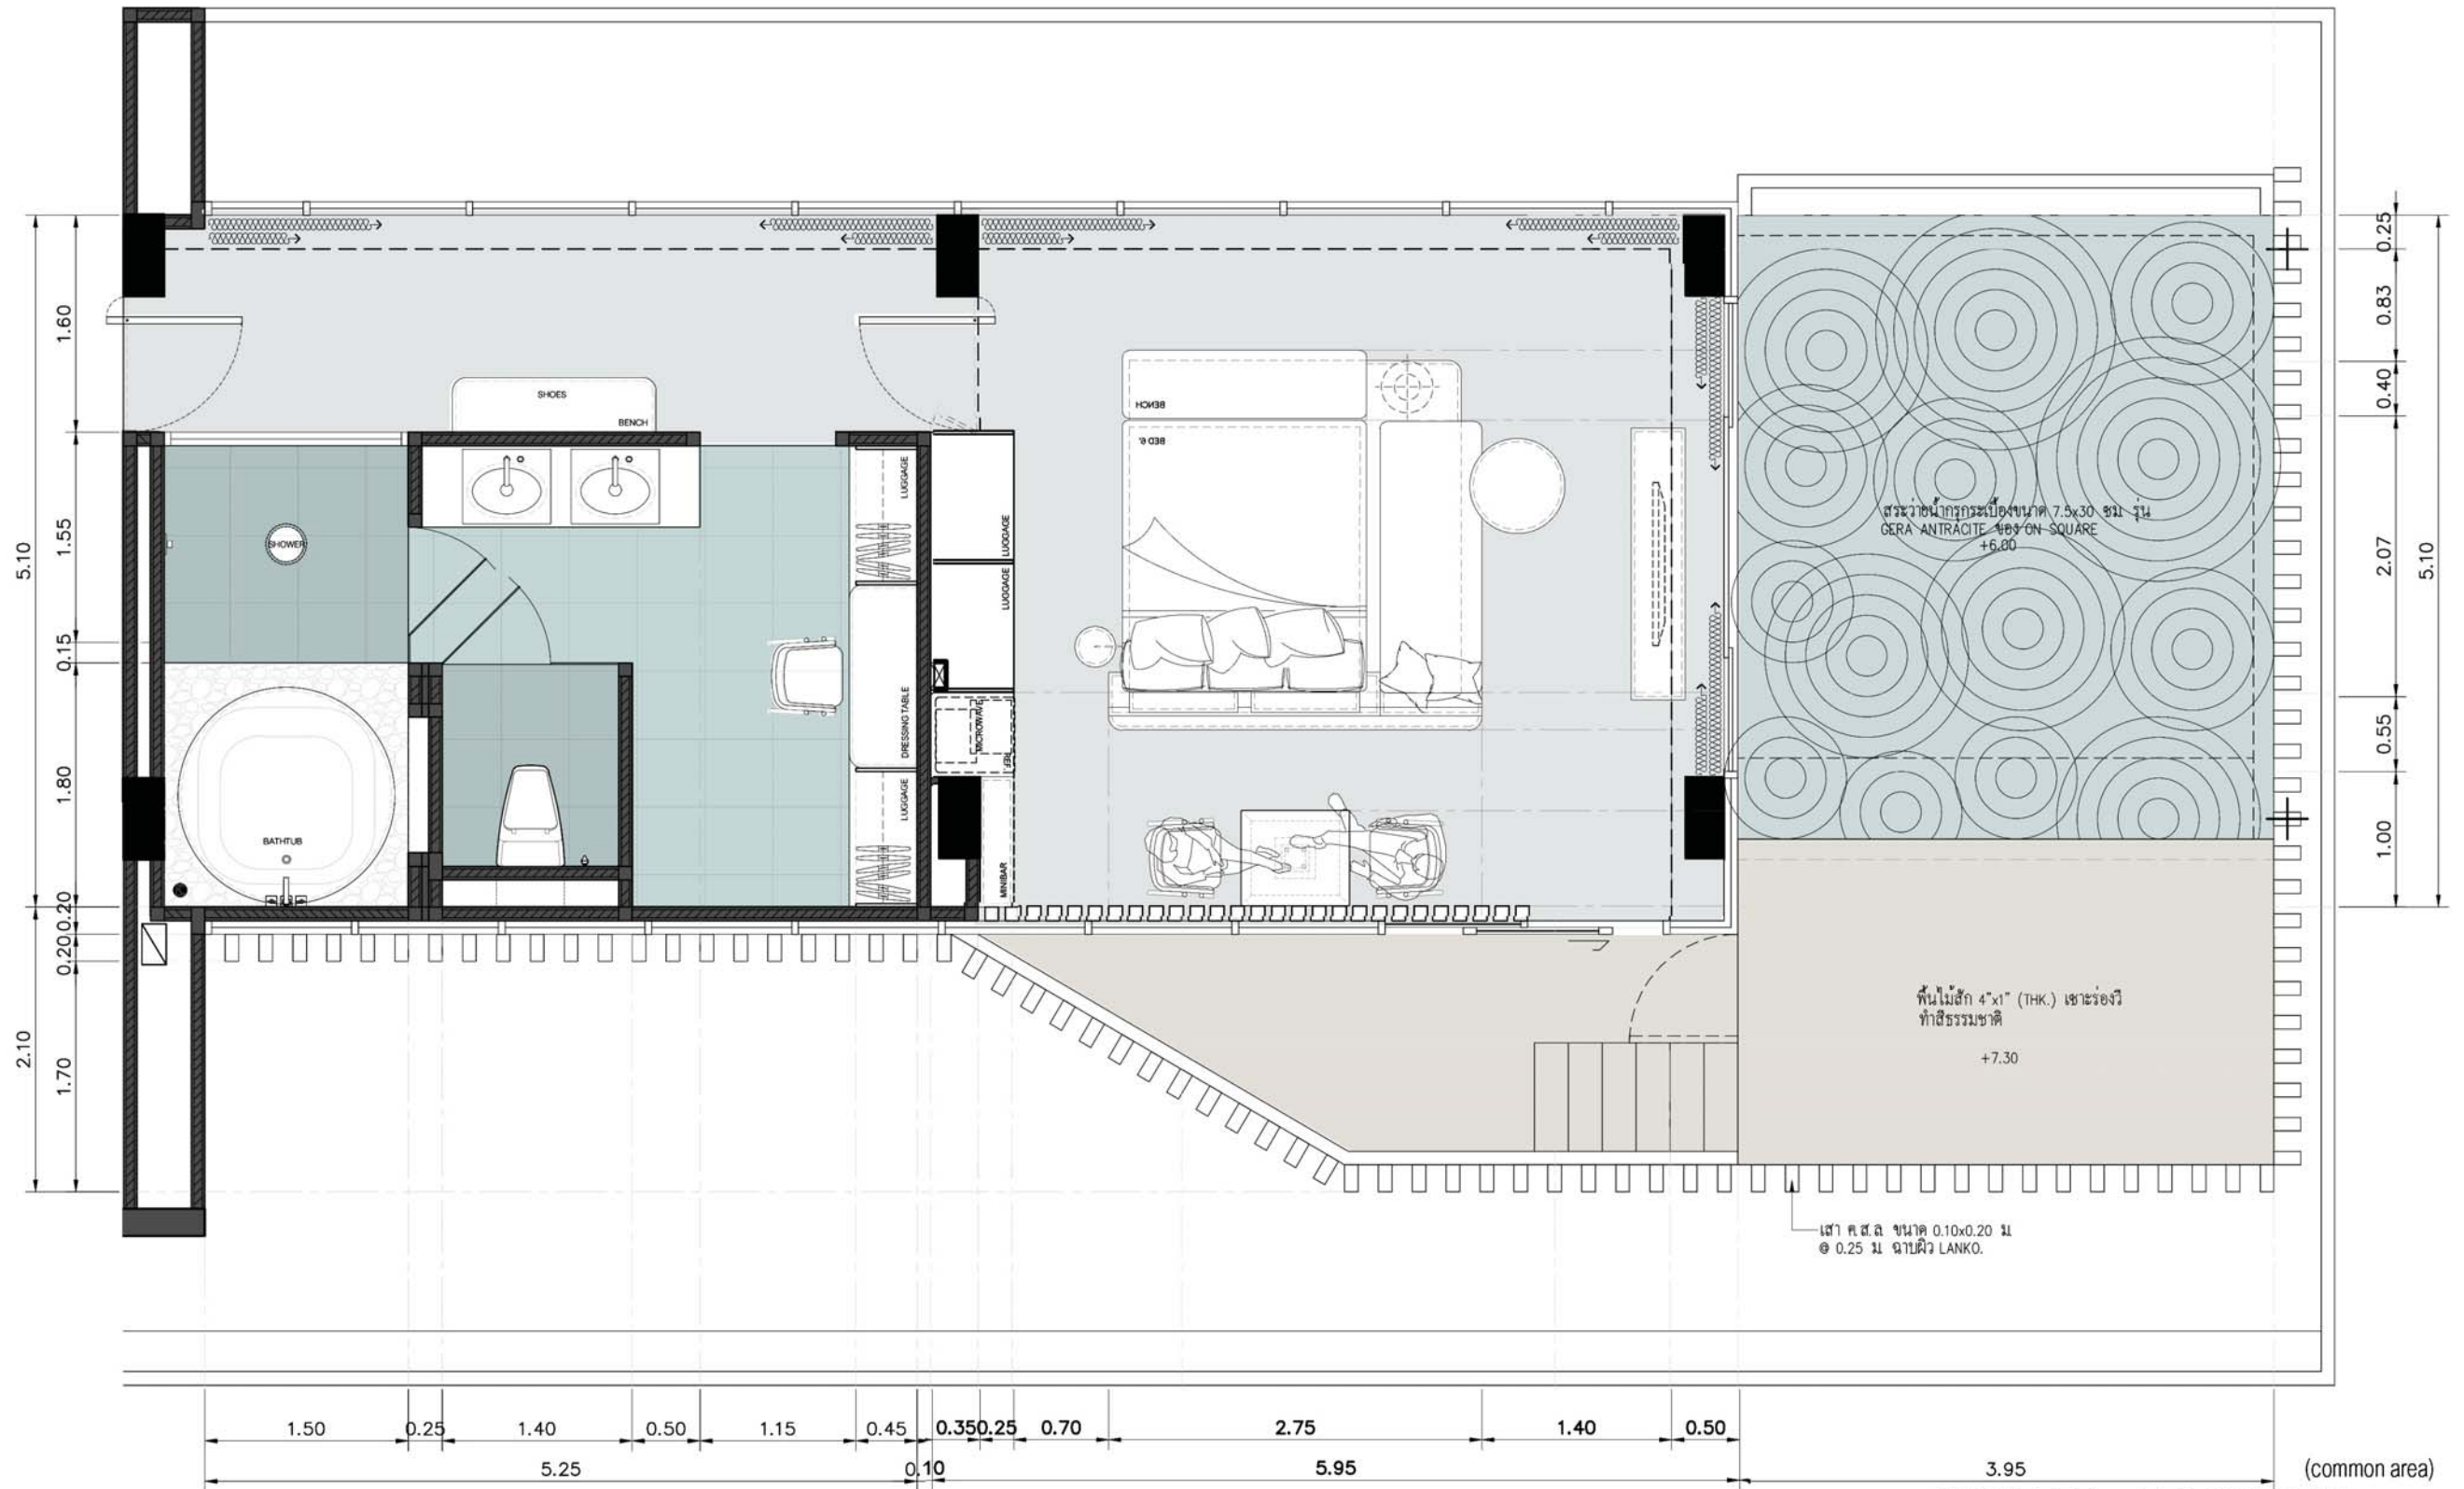 SHOES
BENCH
BENCH
BED 6'
LUGGAGE
LUGGAGE
LUGGAGE
SHOWER
DRESSING TABLE
MICROWAVE
REF.
LUGGAGE
BATHTUB
MINIBAR
สระว่ายน้ำกรุกระเบื้องขนาด 7.5x30 ซม. รุ่น
GERA ANTRACITE ของ ON SQUARE
+6.00
พื้นไม้สัก 4"x1" (THK.) เซาะร่องวี
ทำสีธรรมชาติ
+7.30
เสา ค.ส.ล. ขนาด 0.10x0.20 ม.
@ 0.25 ม. ฉาบผิว LANKO.
5.10
2.10
1.60
1.55
0.15
1.80
0.20
0.20
1.70
0.25
0.83
0.40
2.07
0.55
1.00
5.10
1.50
0.25
1.40
0.50
1.15
0.45
0.35
0.25
0.70
2.75
1.40
0.50
5.25
0.10
5.95
3.95
(common area)